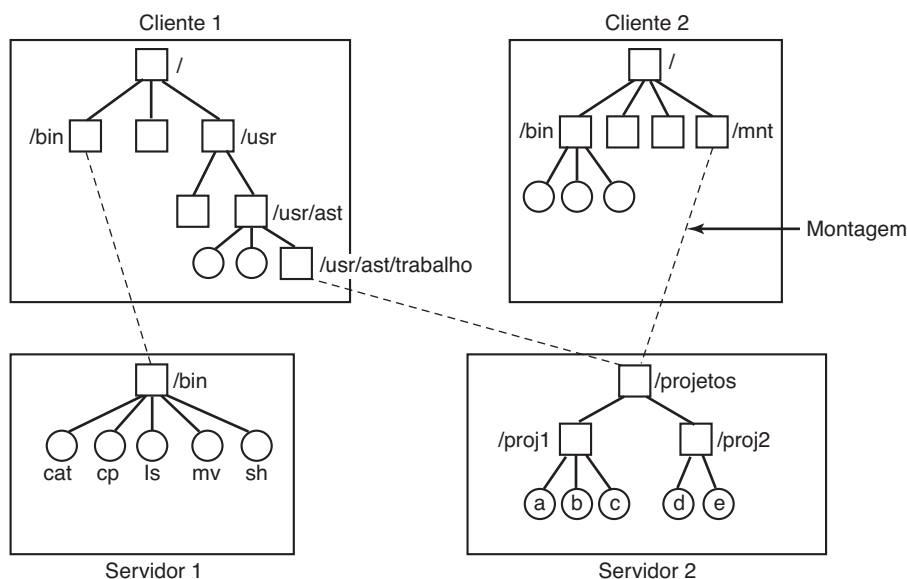 Cliente 1
Cliente 2
/
/
/bin
/usr
/bin
/mnt
/usr/ast
Montagem
/usr/ast/trabalho
/bin
/projetos
/proj1
/proj2
cat
cp
ls
mv
sh
a
b
c
d
e
Servidor 1
Servidor 2